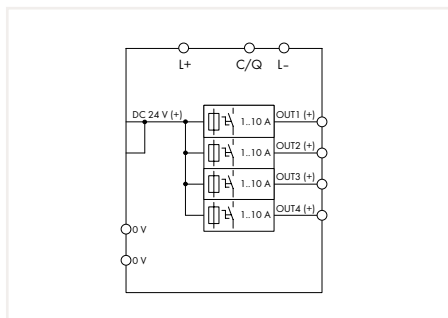 L+ C/Q L–
DC 24 V (+) 1..10 A OUT1 (+)
1..10 A OUT2 (+)
1..10 A OUT3 (+)
1..10 A OUT4 (+)
0 V
0 V